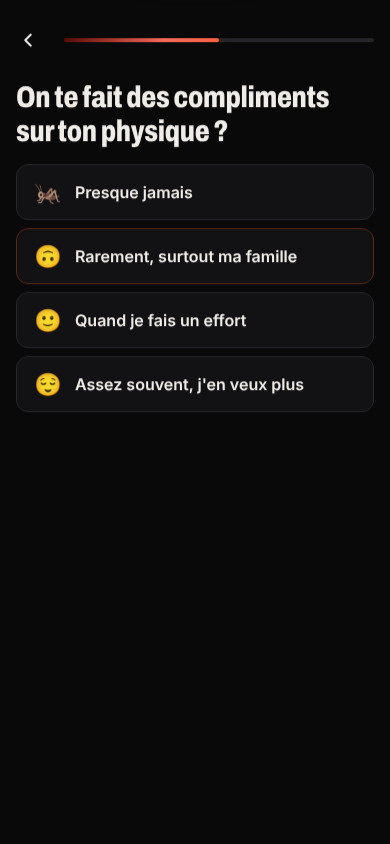 On te fait des compliments
sur ton physique ?
Presque jamais
Rarement, surtout ma famille
Quand je fais un effort
Assez souvent, j'en veux plus